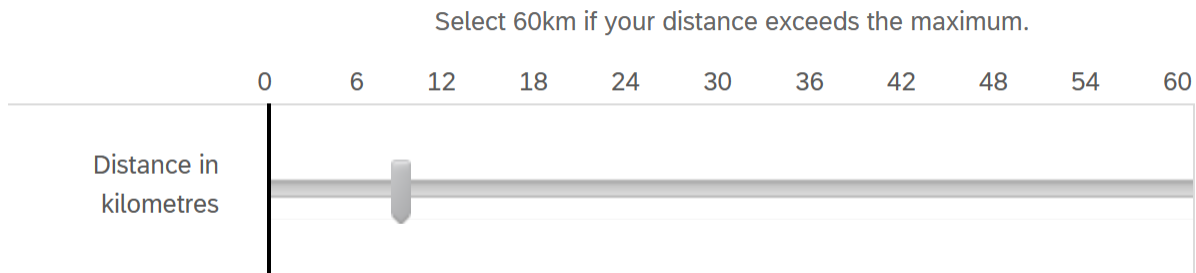 Select 60km if your distance exceeds the maximum.
0 6 12 18 24 30 36 42 48 54 60
Distance in
kilometres